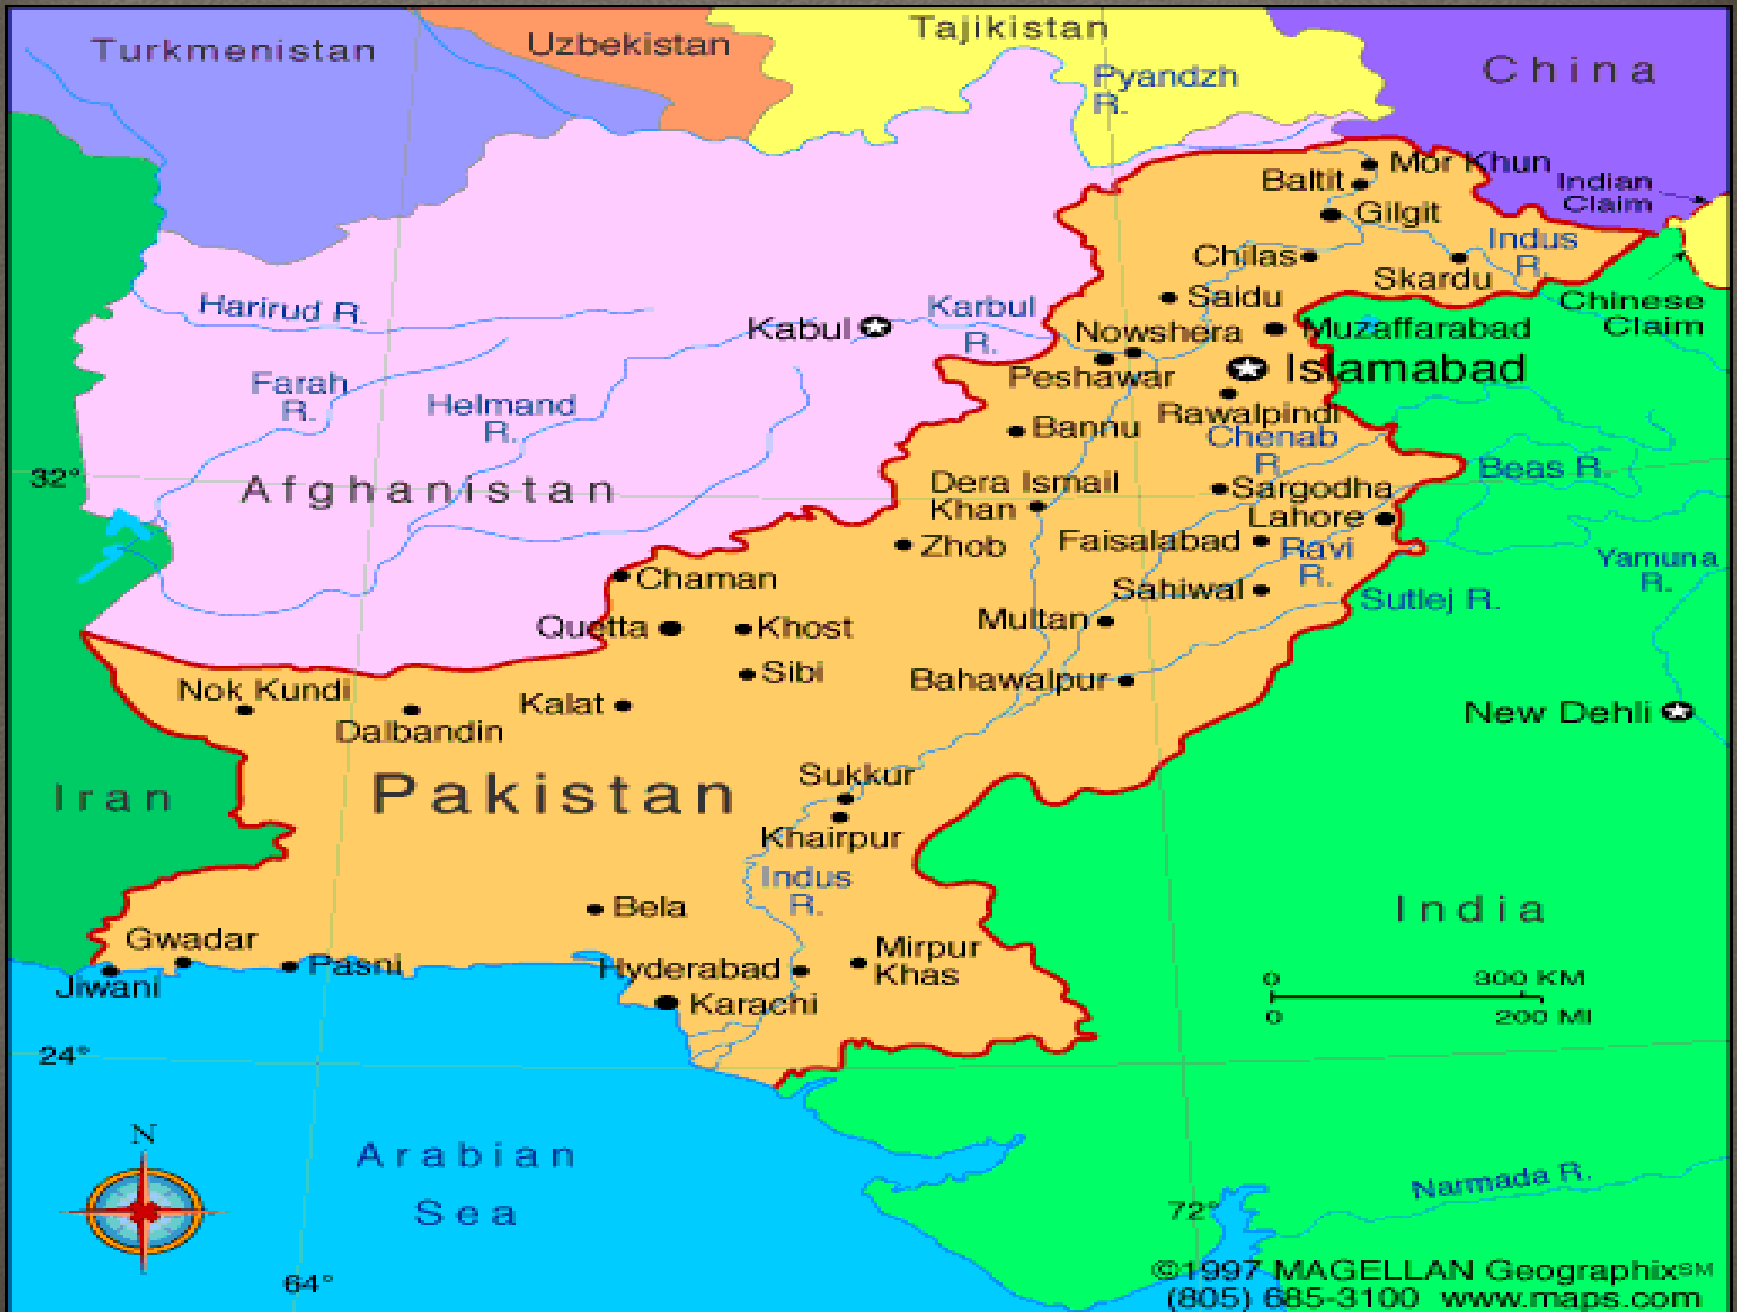 Turkmenistan
Uzbekistan
Tajikistan
China
Pyandzh
R.
Mor Khun
Baltit
Indian
Claim
Gilgit
Indus
R.
Chilas
Skardu
Saidu
Chinese
Claim
Harirud R.
Karbul
R.
Kabul
Nowshera
Muzaffarabad
Peshawar
Islamabad
Farah
R.
Helmand
R.
Rawalpindi
Bannu
Chenab
R.
Beas R.
32°
Afghanistan
Dera Ismail
Khan
Sargodha
Lahore
Zhob
Faisalabad
Ravi
R.
Yamuna
R.
Chaman
Sahiwal
Sutlej R.
Quetta
Khost
Multan
Sibi
Bahawalpur
Nok Kundi
Kalat
Dalbandin
New Dehli
Iran
Pakistan
Sukkur
Khairpur
Indus
R.
Bela
India
Gwadar
Mirpur
Khas
Pasni
Hyderabad
Jiwani
Karachi
0 300 KM
0 200 MI
24°
N
Arabian
Sea
Narmada R.
72°
64°
©1997 MAGELLAN Geographix℠
(805) 685-3100 www.maps.com